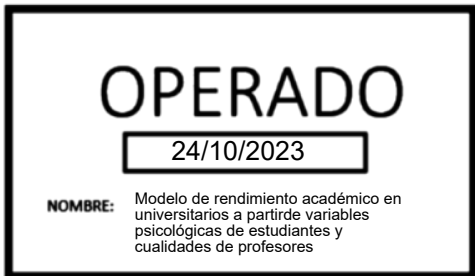 OPERADO
24/10/2023
NOMBRE: Modelo de rendimiento académico en
universitarios a partirde variables
psicológicas de estudiantes y
cualidades de profesores